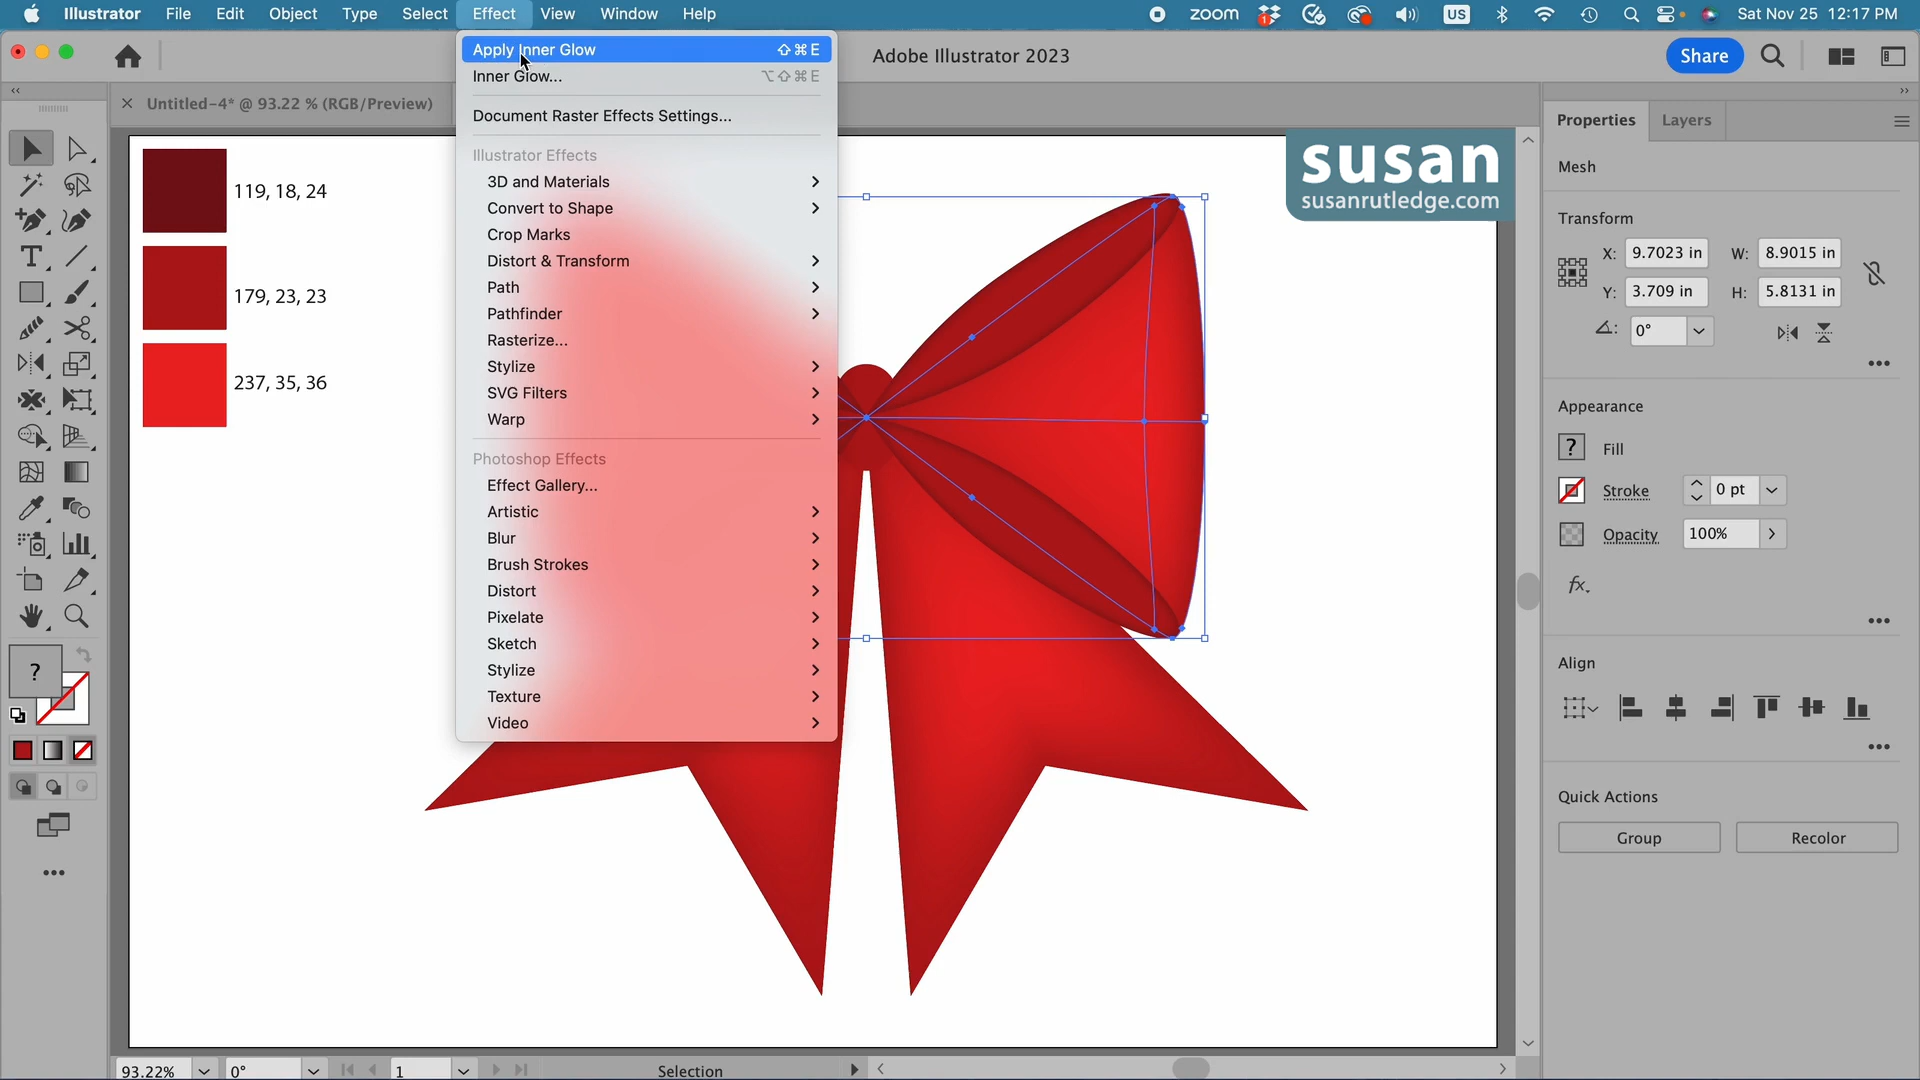 Illustrator File Edit Object Type Select Effect View Window Help
zoom US Sat Nov 25 12:17 PM
Apply Inner Glow ⇧⌘E
Inner Glow... ⌥⇧⌘E
Document Raster Effects Settings...
Illustrator Effects
3D and Materials
Convert to Shape
Crop Marks
Distort & Transform
Path
Pathfinder
Rasterize...
Stylize
SVG Filters
Warp
Photoshop Effects
Effect Gallery...
Artistic
Blur
Brush Strokes
Distort
Pixelate
Sketch
Stylize
Texture
Video
Adobe Illustrator 2023
Share
Untitled-4* @ 93.22 % (RGB/Preview)
119, 18, 24
179, 23, 23
237, 35, 36
susan
susanrutledge.com
Properties Layers
Mesh
Transform
X: 9.7023 in W: 8.9015 in
Y: 3.709 in H: 5.8131 in
0°
Appearance
? Fill
Stroke 0 pt
Opacity 100%
fx.
Align
Quick Actions
Group Recolor
?
93.22% 0° 1 Selection